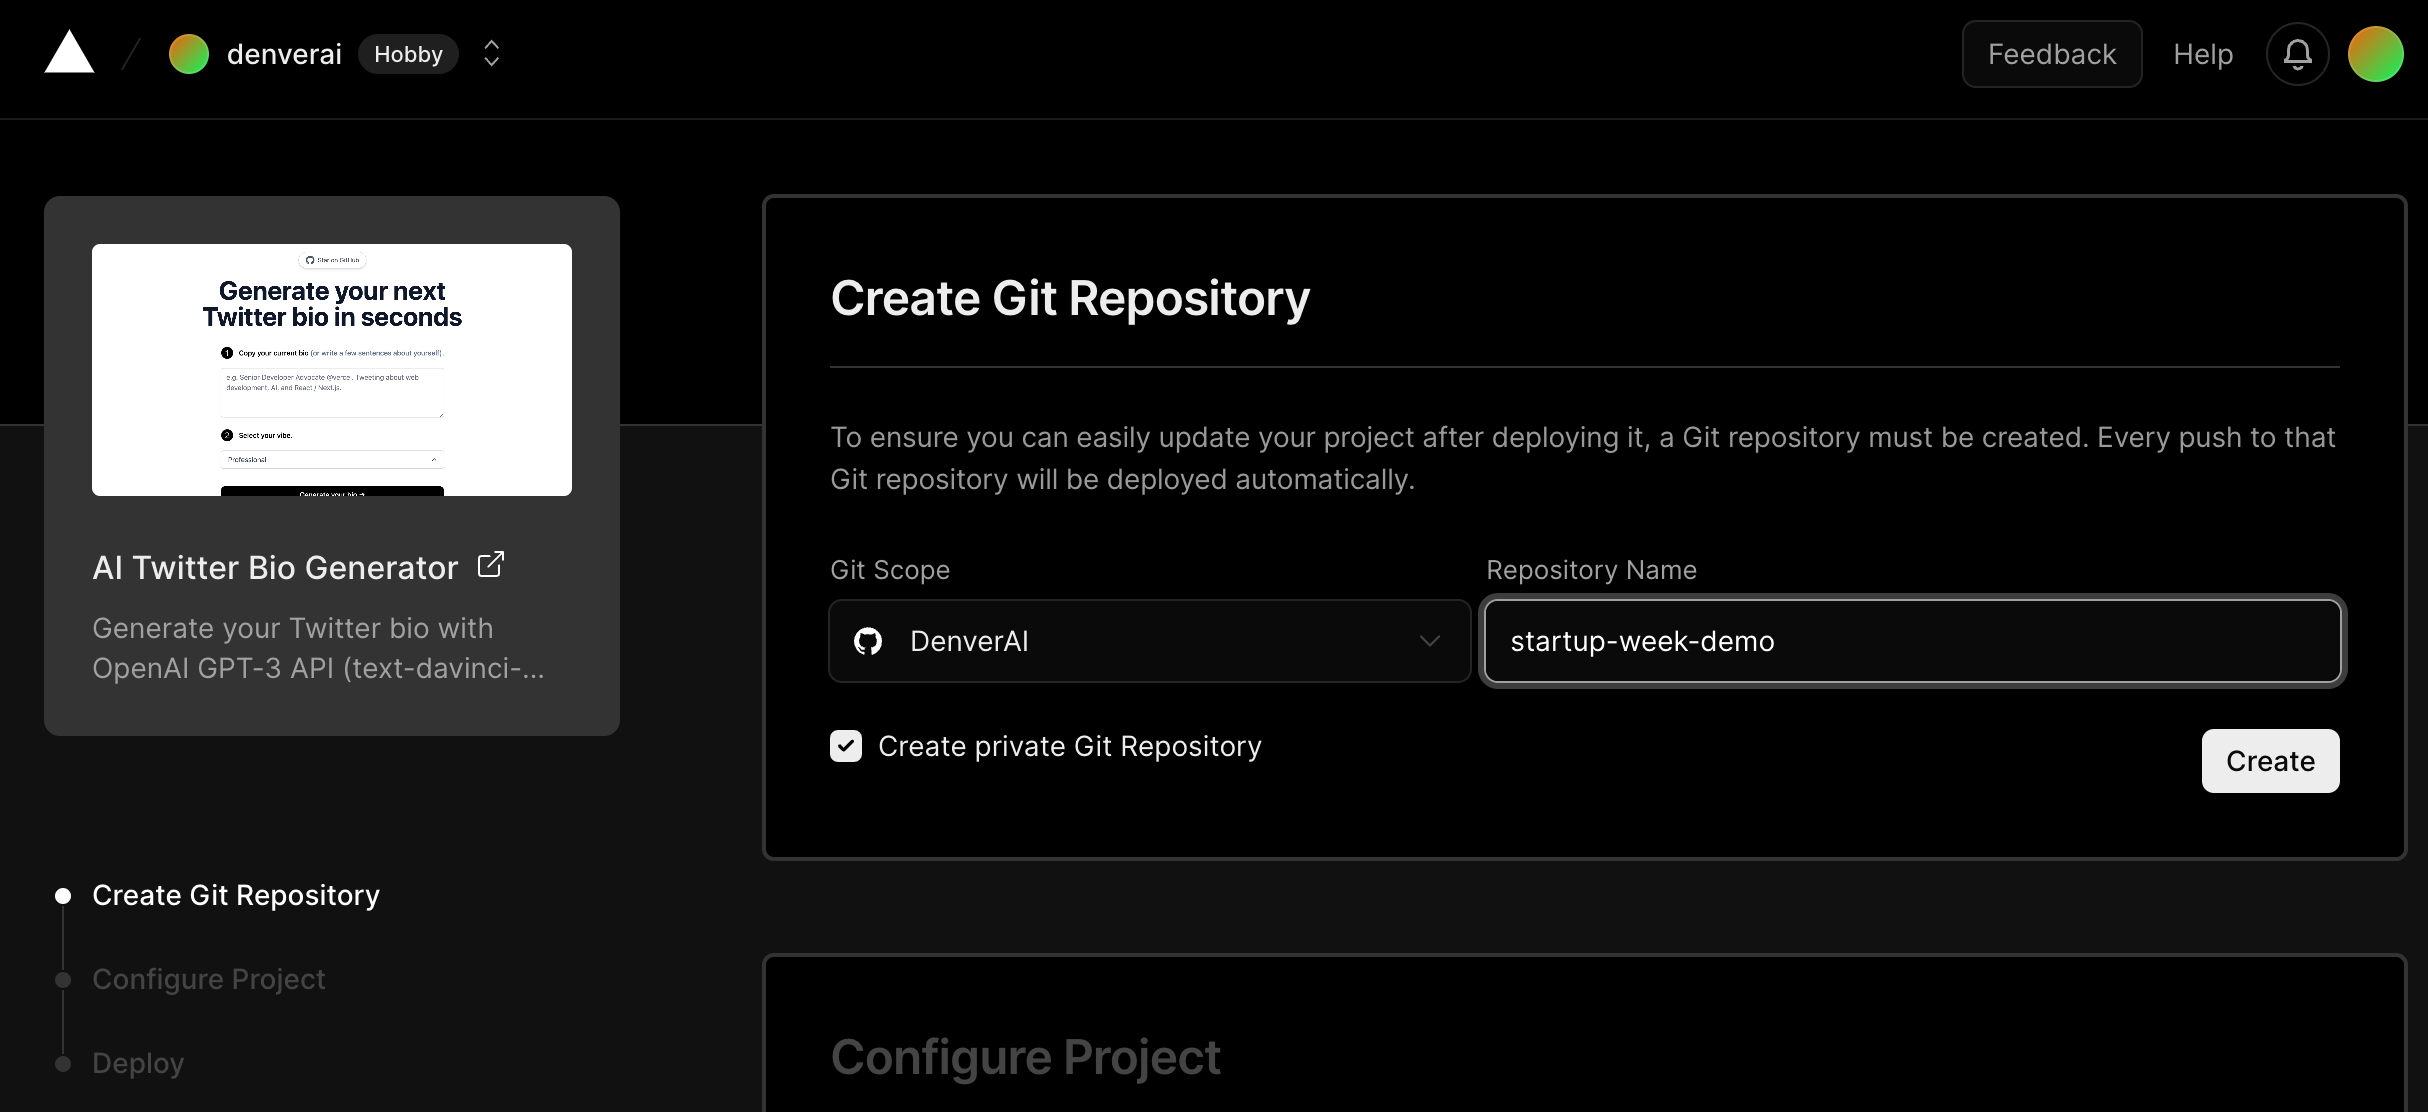 denverai
Hobby
Feedback
Help
Star on GitHub
Generate your next
Twitter bio in seconds
1 Copy your current bio (or write a few sentences about yourself).
e.g. Senior Developer Advocate @vercel. Tweeting about web
development, AI, and React / Next.js.
2 Select your vibe.
Professional
Generate your bio →
AI Twitter Bio Generator
Generate your Twitter bio with
OpenAI GPT-3 API (text-davinci-...
Create Git Repository
Configure Project
Deploy
Create Git Repository
To ensure you can easily update your project after deploying it, a Git repository must be created. Every push to that
Git repository will be deployed automatically.
Git Scope
DenverAI
Repository Name
startup-week-demo
Create private Git Repository
Create
Configure Project